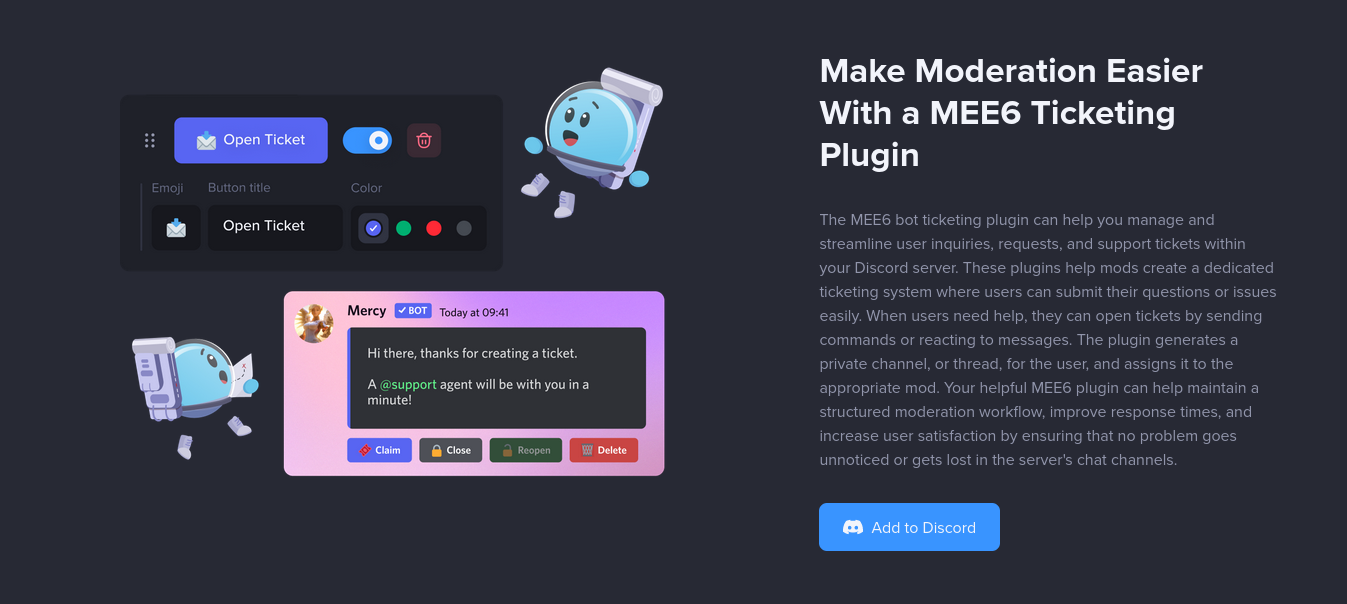 Open Ticket
Emoji
Button title
Color
Open Ticket
Mercy
BOT
Today at 09:41
Hi there, thanks for creating a ticket.
A @support agent will be with you in a
minute!
Claim
Close
Reopen
Delete
Make Moderation Easier
With a MEE6 Ticketing
Plugin
The MEE6 bot ticketing plugin can help you manage and
streamline user inquiries, requests, and support tickets within
your Discord server. These plugins help mods create a dedicated
ticketing system where users can submit their questions or issues
easily. When users need help, they can open tickets by sending
commands or reacting to messages. The plugin generates a
private channel, or thread, for the user, and assigns it to the
appropriate mod. Your helpful MEE6 plugin can help maintain a
structured moderation workflow, improve response times, and
increase user satisfaction by ensuring that no problem goes
unnoticed or gets lost in the server's chat channels.
Add to Discord